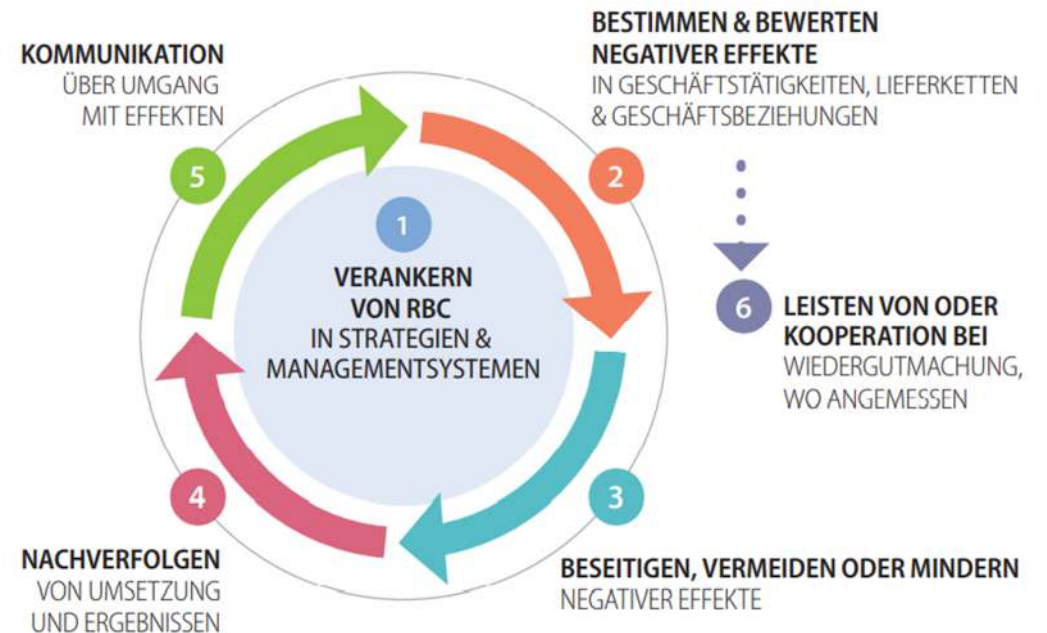 1
VERANKERN
VON RBC
IN STRATEGIEN &
MANAGEMENTSYSTEMEN
BESTIMMEN & BEWERTEN
NEGATIVER EFFEKTE
IN GESCHÄFTSTÄTIGKEITEN, LIEFERKETTEN
& GESCHÄFTSBEZIEHUNGEN
2
3
BESEITIGEN, VERMEIDEN ODER MINDERN
NEGATIVER EFFEKTE
4
NACHVERFOLGEN
VON UMSETZUNG
UND ERGEBNISSEN
KOMMUNIKATION
ÜBER UMGANG
MIT EFFEKTEN
5
6
LEISTEN VON ODER
KOOPERATION BEI
WIEDERGUTMACHUNG,
WO ANGEMESSEN